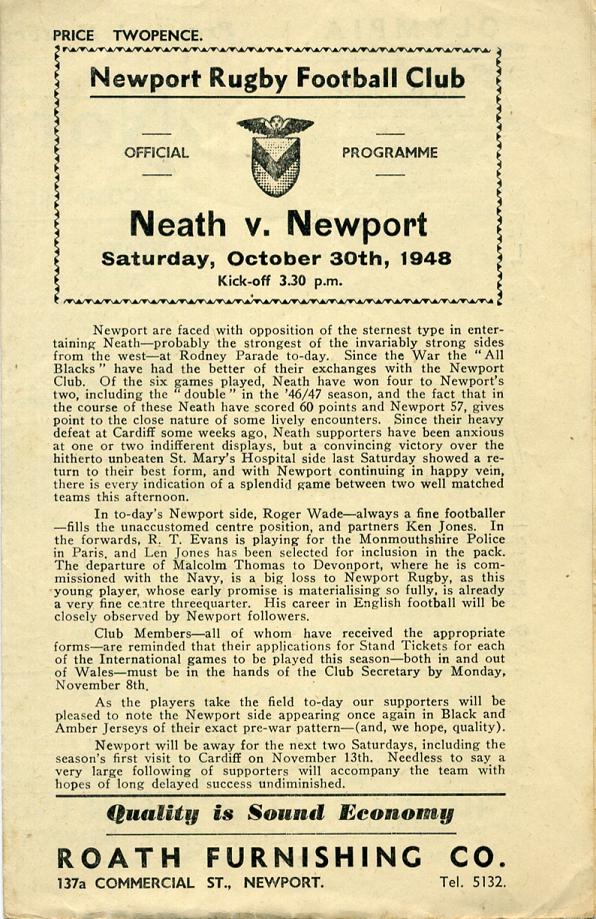 PRICE TWOPENCE.
Newport Rugby Football Club
OFFICIAL PROGRAMME
Neath v. Newport
Saturday, October 30th, 1948
Kick-off 3.30 p.m.
Newport are faced with opposition of the sternest type in enter-
taining Neath—probably the strongest of the invariably strong sides
from the west—at Rodney Parade to-day. Since the War the "All
Blacks" have had the better of their exchanges with the Newport
Club. Of the six games played, Neath have won four to Newport's
two, including the "double" in the '46/47 season, and the fact that in
the course of these Neath have scored 60 points and Newport 57, gives
point to the close nature of some lively encounters. Since their heavy
defeat at Cardiff some weeks ago, Neath supporters have been anxious
at one or two indifferent displays, but a convincing victory over the
hitherto unbeaten St. Mary's Hospital side last Saturday showed a re-
turn to their best form, and with Newport continuing in happy vein,
there is every indication of a splendid game between two well matched
teams this afternoon.
In to-day's Newport side, Roger Wade—always a fine footballer
—fills the unaccustomed centre position, and partners Ken Jones. In
the forwards, R. T. Evans is playing for the Monmouthshire Police
in Paris, and Len Jones has been selected for inclusion in the pack.
The departure of Malcolm Thomas to Devonport, where he is com-
missioned with the Navy, is a big loss to Newport Rugby, as this
young player, whose early promise is materialising so fully, is already
a very fine centre threequarter. His career in English football will be
closely observed by Newport followers.
Club Members—all of whom have received the appropriate
forms—are reminded that their applications for Stand Tickets for each
of the International games to be played this season—both in and out
of Wales—must be in the hands of the Club Secretary by Monday,
November 8th.
As the players take the field to-day our supporters will be
pleased to note the Newport side appearing once again in Black and
Amber Jerseys of their exact pre-war pattern—(and, we hope, quality).
Newport will be away for the next two Saturdays, including the
season's first visit to Cardiff on November 13th. Needless to say a
very large following of supporters will accompany the team with
hopes of long delayed success undiminished.
Quality is Sound Economy
ROATH FURNISHING CO.
137a COMMERCIAL ST., NEWPORT. Tel. 5132.